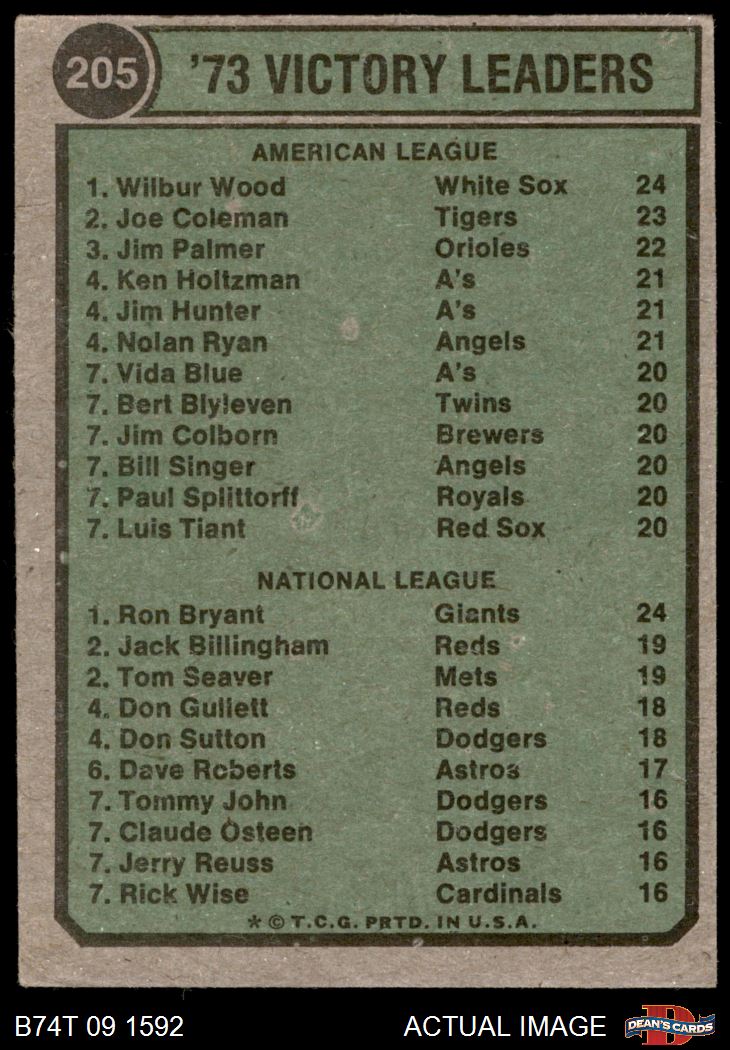 205 '73 VICTORY LEADERS
AMERICAN LEAGUE
1. Wilbur Wood White Sox 24
2. Joe Coleman Tigers 23
3. Jim Palmer Orioles 22
4. Ken Holtzman A's 21
4. Jim Hunter A's 21
4. Nolan Ryan Angels 21
7. Vida Blue A's 20
7. Bert Blyleven Twins 20
7. Jim Colborn Brewers 20
7. Bill Singer Angels 20
7. Paul Splittorff Royals 20
7. Luis Tiant Red Sox 20
NATIONAL LEAGUE
1. Ron Bryant Giants 24
2. Jack Billingham Reds 19
2. Tom Seaver Mets 19
4. Don Gullett Reds 18
4. Don Sutton Dodgers 18
6. Dave Roberts Astros 17
7. Tommy John Dodgers 16
7. Claude Osteen Dodgers 16
7. Jerry Reuss Astros 16
7. Rick Wise Cardinals 16
* © T.C.G. PRTD. IN U.S.A.
B74T 09 1592 ACTUAL IMAGE D DEAN'S CARDS